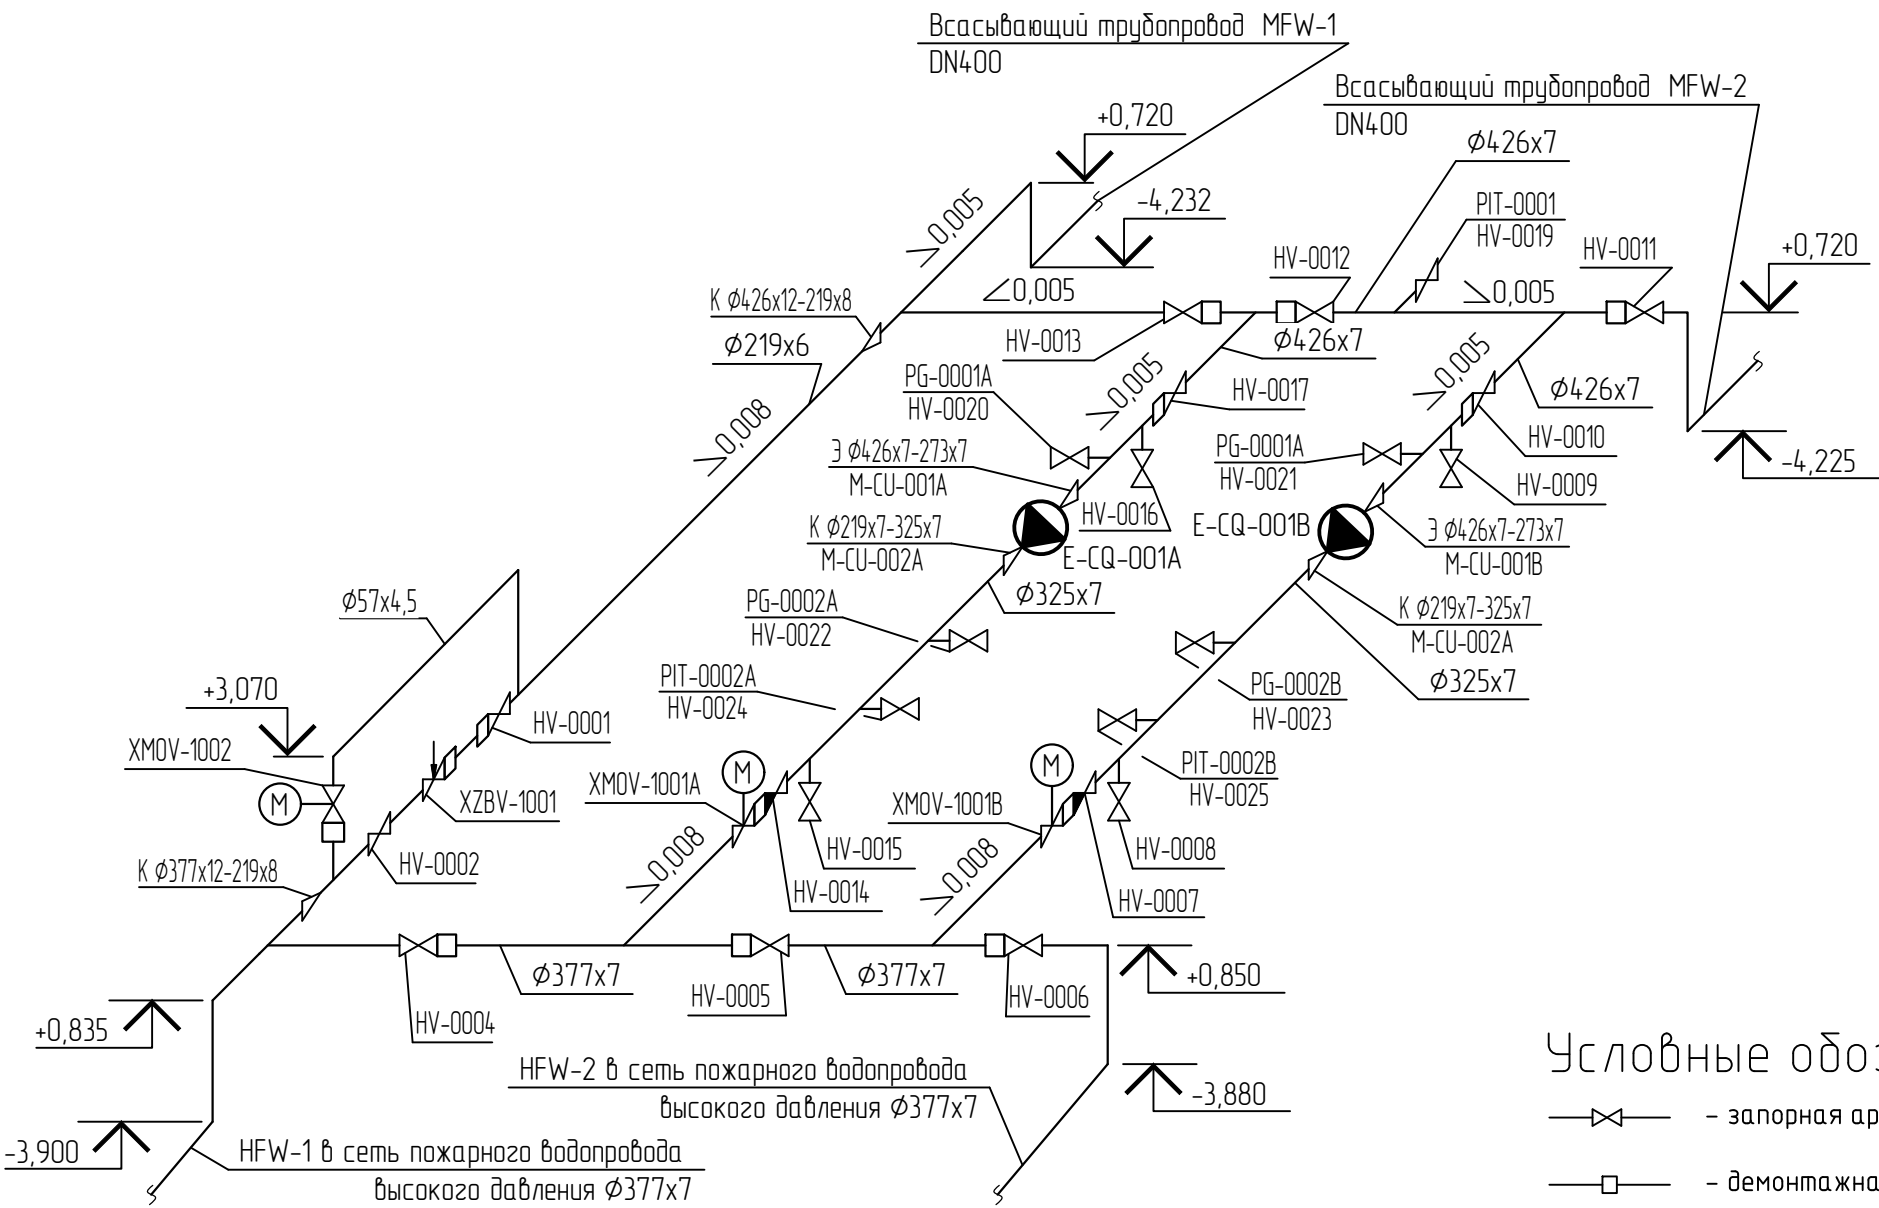 Всасывающий трубопровод MFW-1
DN400
Всасывающий трубопровод MFW-2
DN400
+0,720
-4,232
0,005
Ø426x7
PIT-0001
HV-0019
HV-0012
HV-0011
+0,720
К Ø426x12-219x8
Ø219x6
0,005
0,005
HV-0013
Ø426x7
PG-0001A
HV-0020
0,005
HV-0017
0,005
Ø426x7
0,008
Э Ø426x7-273x7
M-CU-001A
PG-0001A
HV-0021
HV-0010
-4,225
HV-0009
К Ø219x7-325x7
M-CU-002A
HV-0016
E-CQ-001A
E-CQ-001B
Э Ø426x7-273x7
M-CU-001B
Ø57x4,5
Ø325x7
PG-0002A
HV-0022
К Ø219x7-325x7
M-CU-002A
Ø325x7
+3,070
PIT-0002A
HV-0024
PG-0002B
HV-0023
HV-0001
XMOV-1002
M
XZBV-1001
XMOV-1001A
M
M
XMOV-1001B
PIT-0002B
HV-0025
К Ø377x12-219x8
HV-0002
0,008
HV-0015
HV-0014
0,008
HV-0008
HV-0007
Ø377x7
Ø377x7
+0,850
HV-0005
HV-0006
+0,835
HV-0004
HFW-2 в сеть пожарного водопровода
высокого давления Ø377x7
-3,880
-3,900
HFW-1 в сеть пожарного водопровода
высокого давления Ø377x7
Условные обоз
- запорная ар
- демонтажна